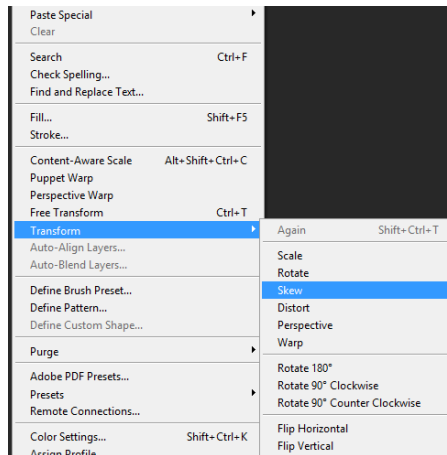 Paste Special
Clear
Search Ctrl+F
Check Spelling...
Find and Replace Text...
Fill... Shift+F5
Stroke...
Content-Aware Scale Alt+Shift+Ctrl+C
Puppet Warp
Perspective Warp
Free Transform Ctrl+T
Transform
Auto-Align Layers...
Auto-Blend Layers...
Define Brush Preset...
Define Pattern...
Define Custom Shape...
Purge
Adobe PDF Presets...
Presets
Remote Connections...
Color Settings... Shift+Ctrl+K
Assign Profile
Again Shift+Ctrl+T
Scale
Rotate
Skew
Distort
Perspective
Warp
Rotate 180°
Rotate 90° Clockwise
Rotate 90° Counter Clockwise
Flip Horizontal
Flip Vertical